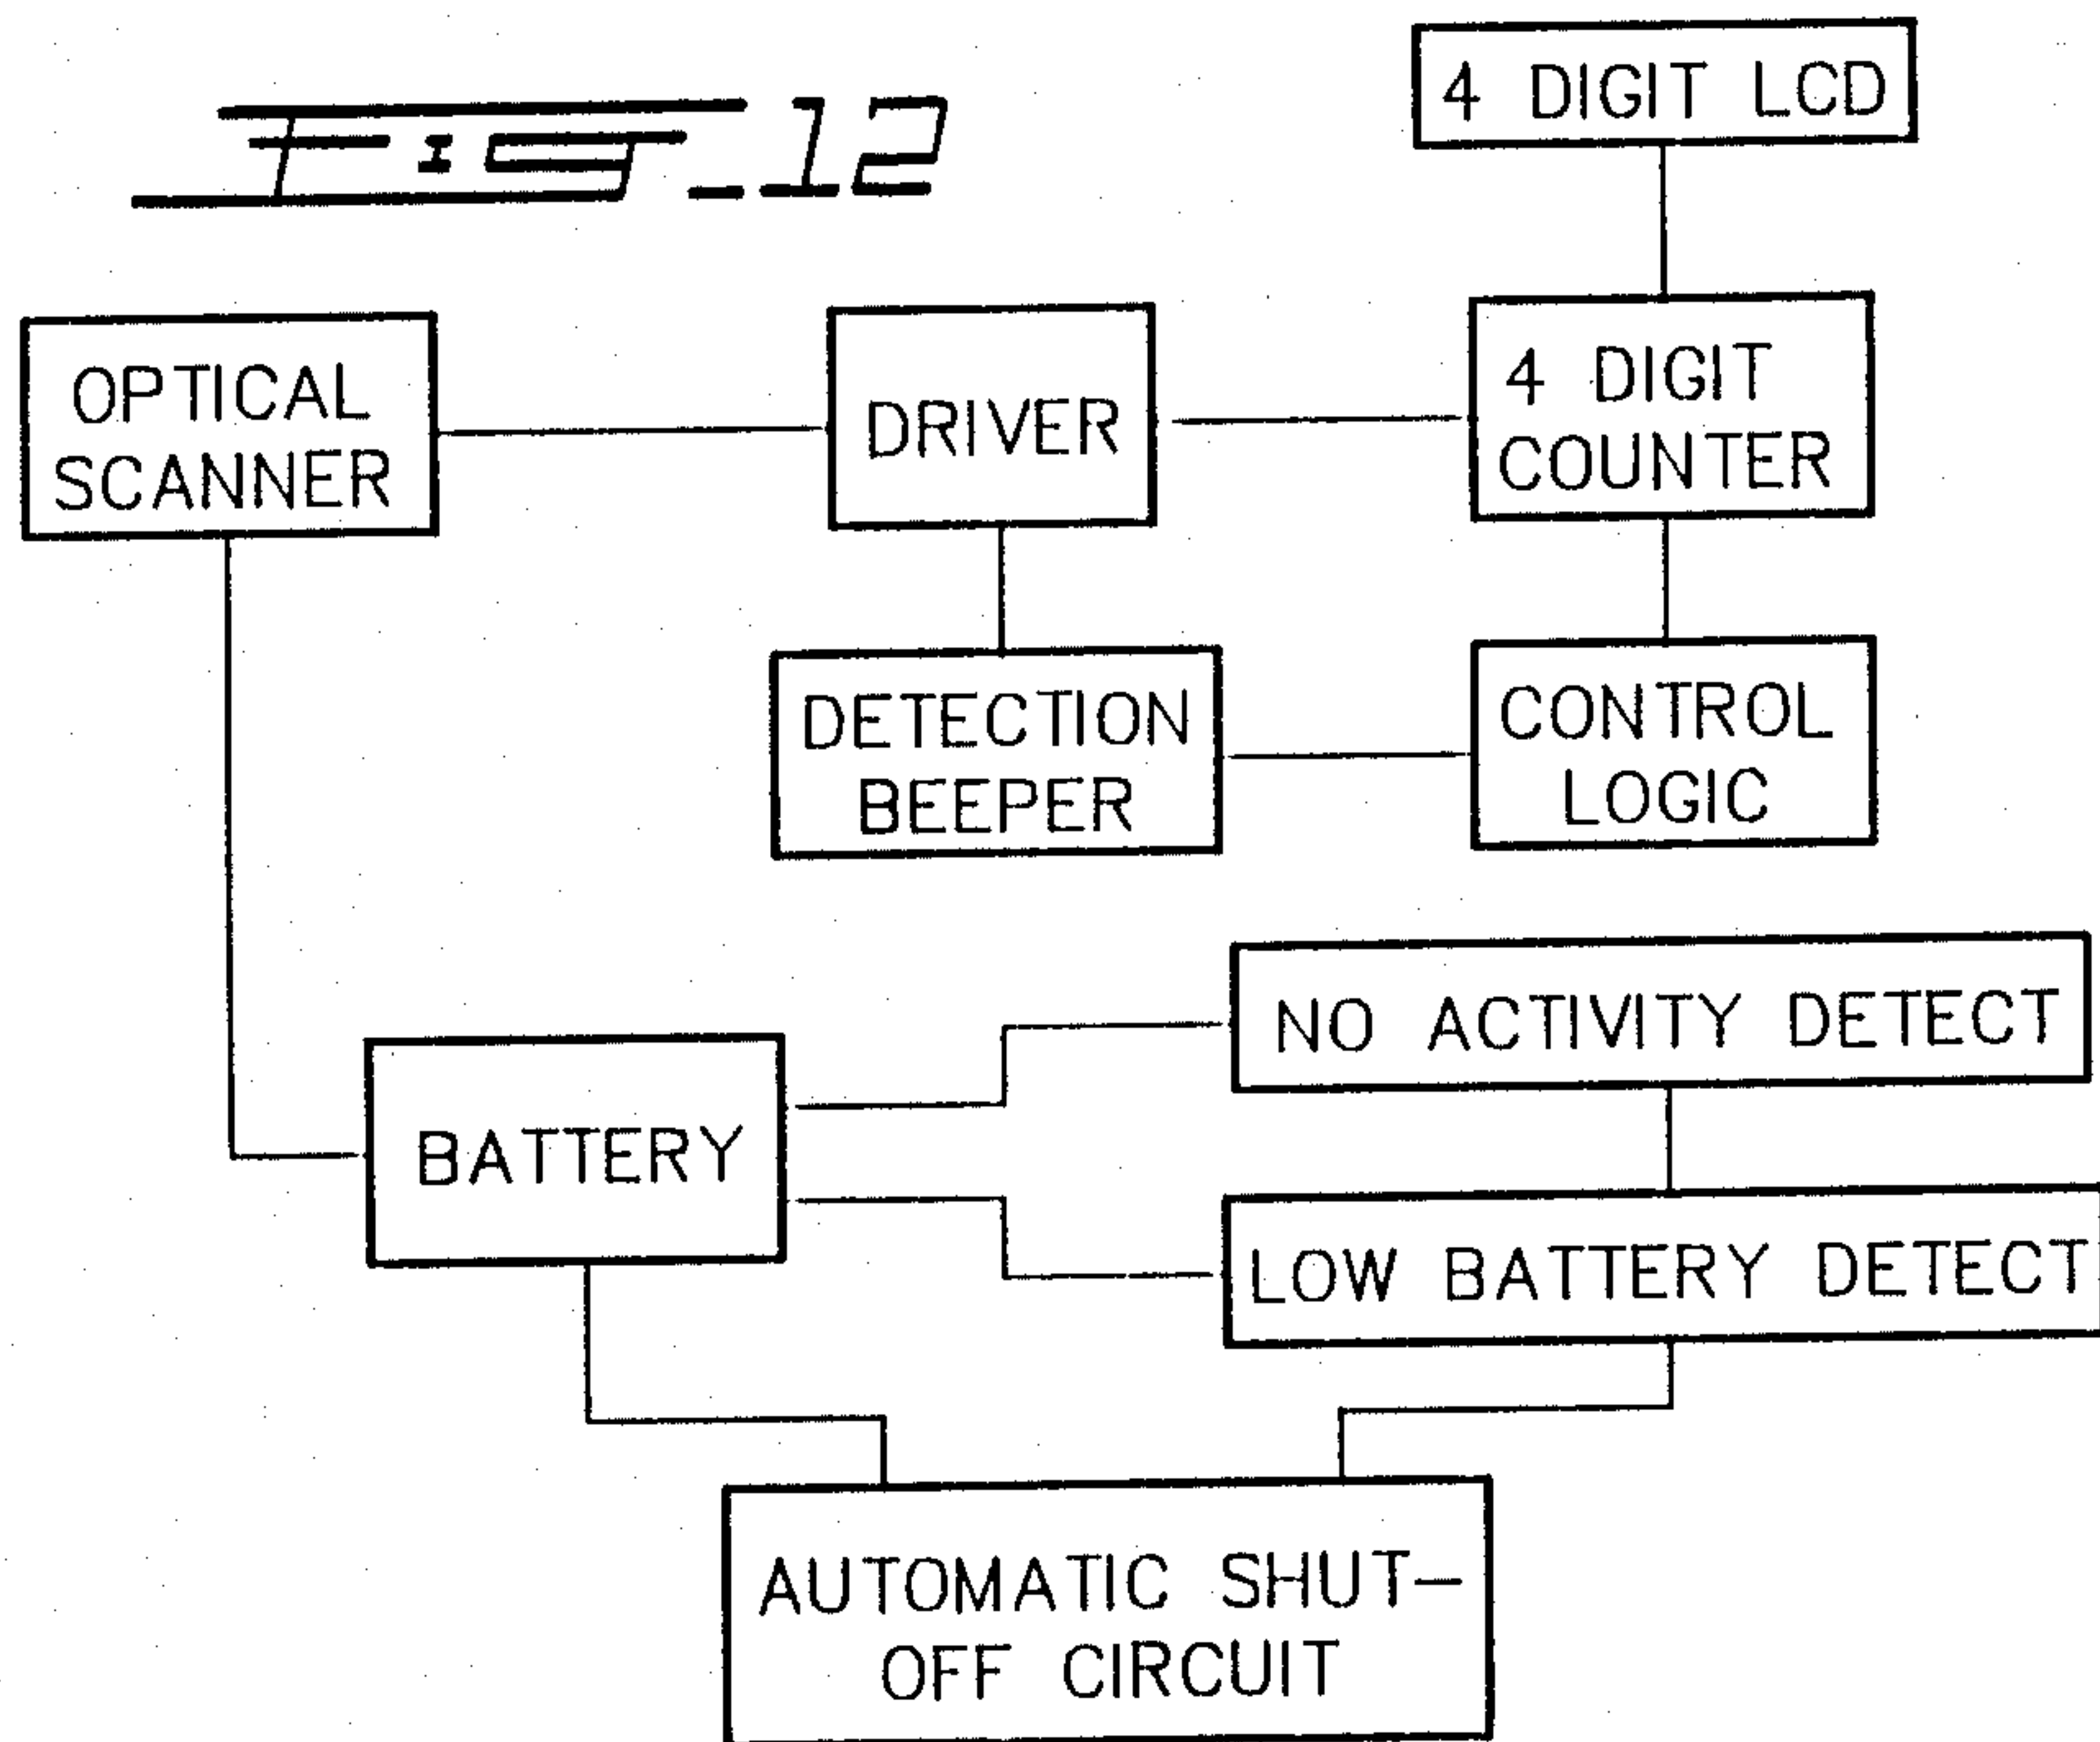 FIG_12
4 DIGIT LCD
OPTICAL
SCANNER
DRIVER
4 DIGIT
COUNTER
DETECTION
BEEPER
CONTROL
LOGIC
NO ACTIVITY DETECT
BATTERY
LOW BATTERY DETECT
AUTOMATIC SHUT-
OFF CIRCUIT